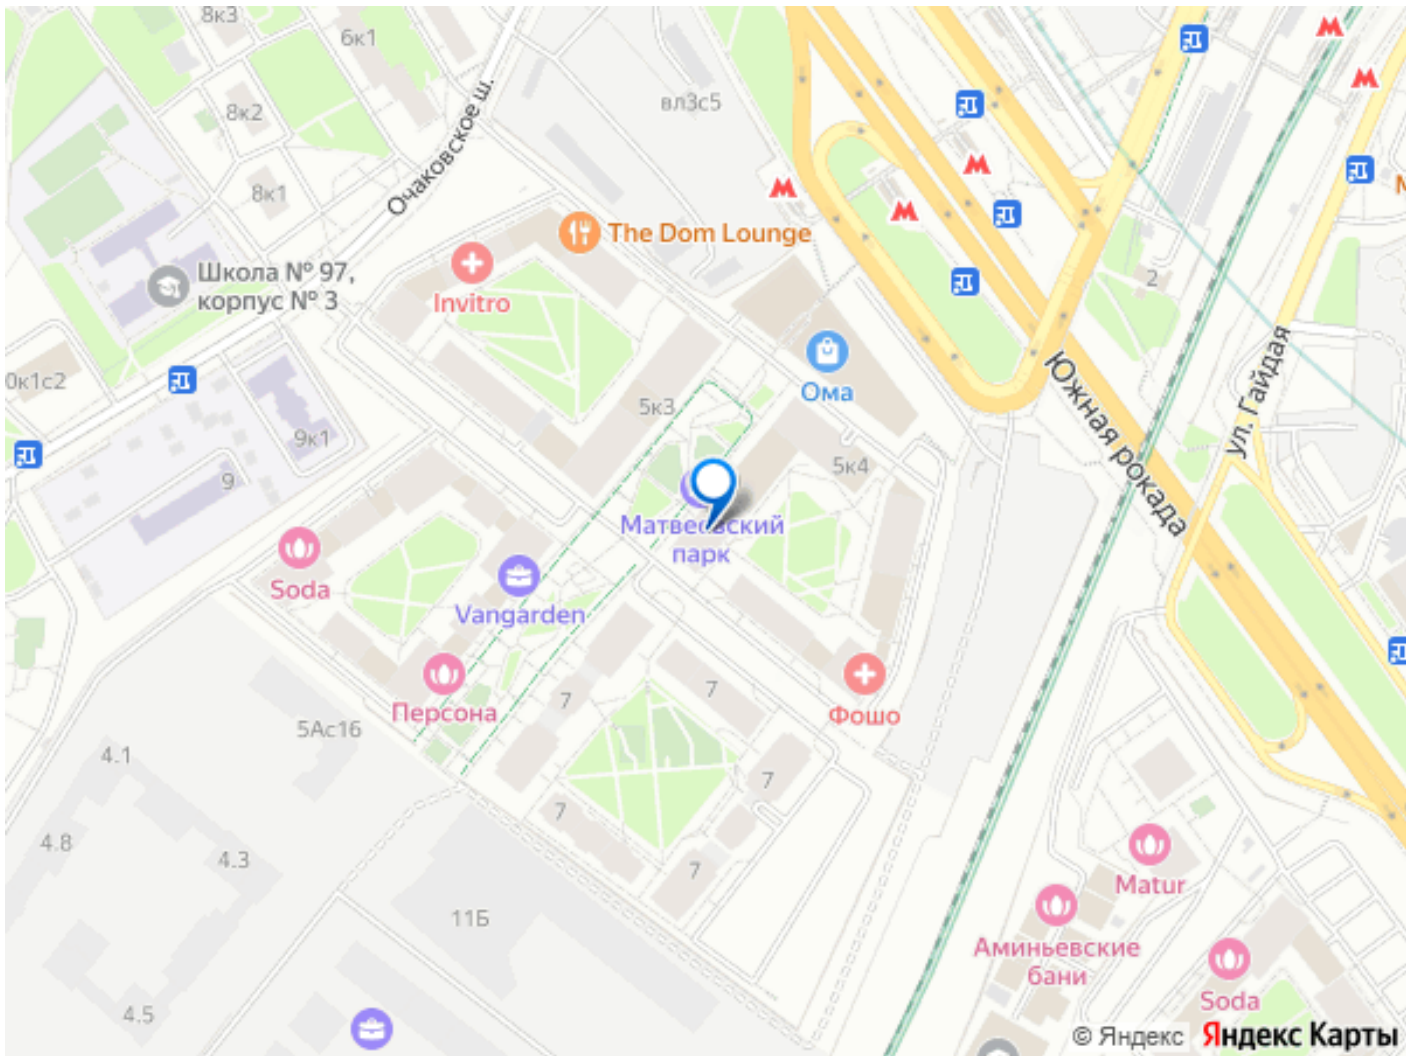 8к3
6к1
вл3с5
8к2
Очаковское ш.
8к1
The Dom Lounge
Школа № 97,
корпус № 3
Invitro
2
0к1с2
Ома
Южная рокада
ул. Гайдая
5к3
9к1
5к4
9
Матвеевский
парк
Soda
Vangarden
7
7
Персона
Фошо
5Ас16
4.1
7
7
4.8
4.3
7
Matur
11Б
Аминьевские
бани
Soda
4.5
© Яндекс Яндекс Карты